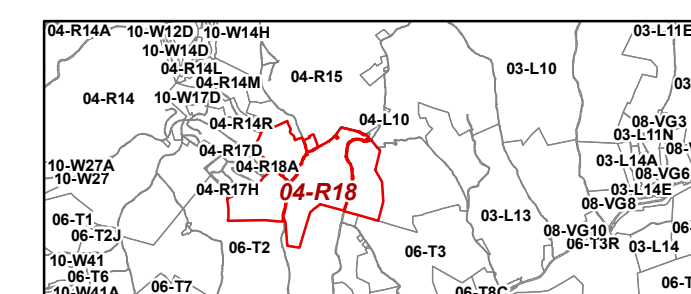 04-R14A 10-W12D 10-W14H 03-L11E
10-W14D
04-R14L 04-R15 03-L10
04-R14M
04-R14 10-W17D
04-R14R 04-L10 08-VG3
03-L11N
04-R17D
10-W27A 04-R18A 03-L14A
10-W27 08-VG6
04-R17H 04-R18 03-L14E
08-VG8
06-T1 03-L13
06-T2J 08-VG10
06-T2 06-T3 06-T3R 03-L14
10-W41
06-T6
06-T7 06-T8C
10-W41A